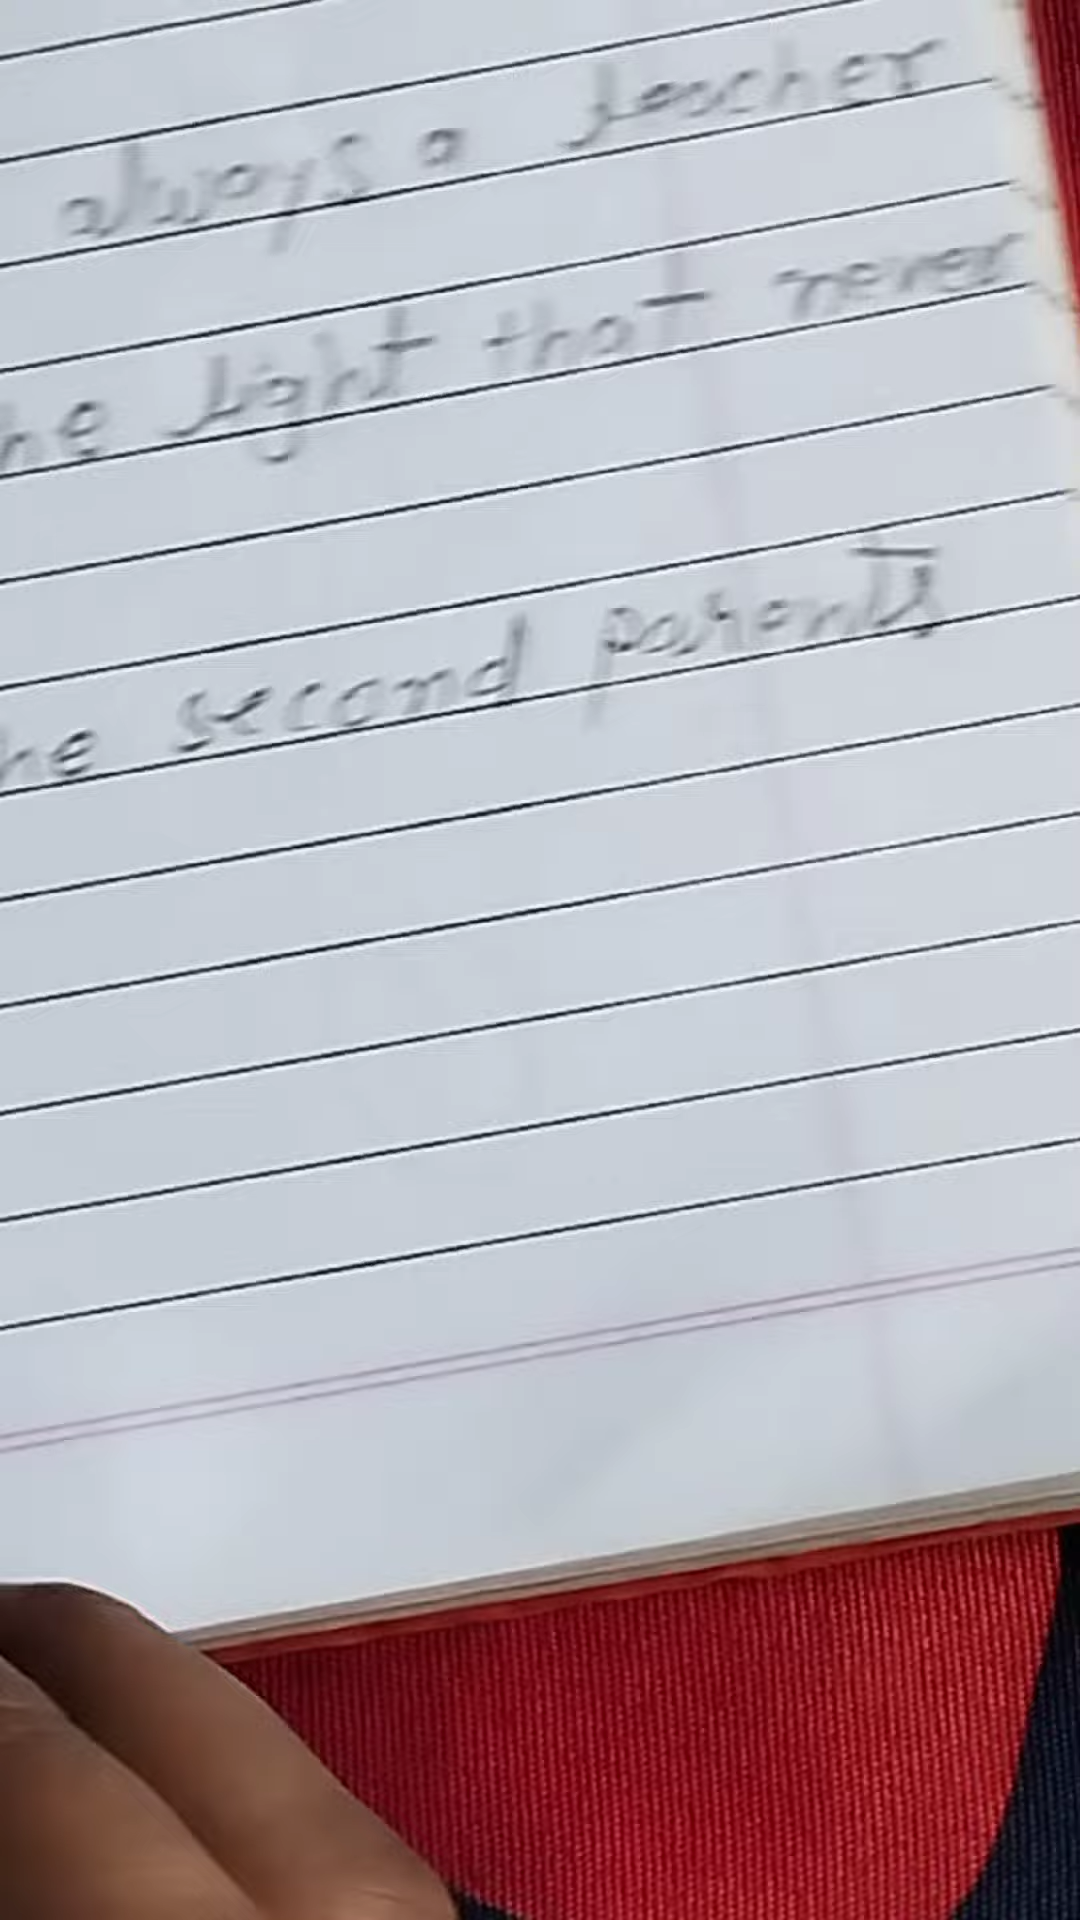 always a teacher
he light that never
he second parents